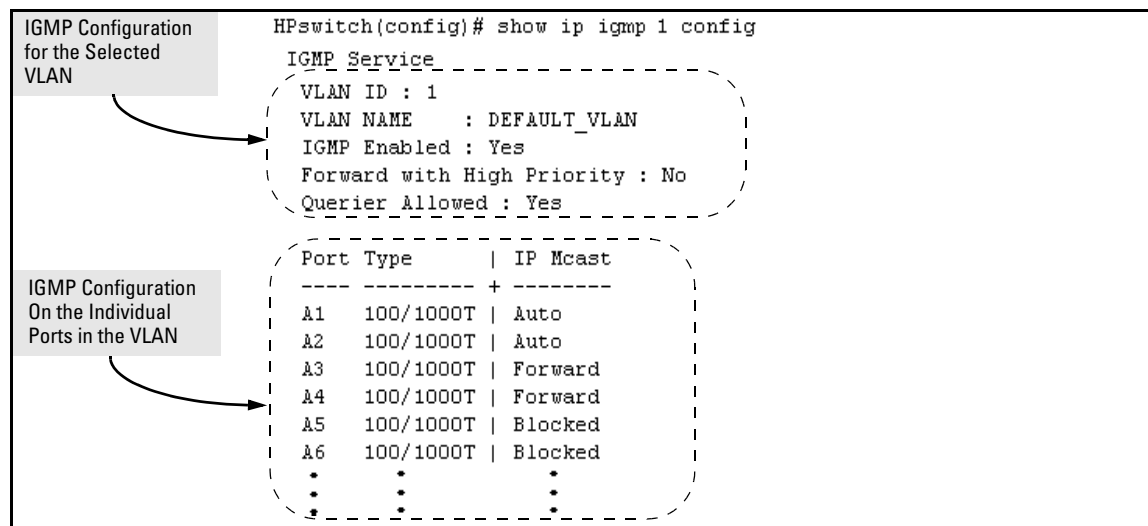 IGMP Configuration
for the Selected
VLAN
HPswitch(config)# show ip igmp 1 config
IGMP Service
VLAN ID : 1
VLAN NAME    : DEFAULT_VLAN
IGMP Enabled : Yes
Forward with High Priority : No
Querier Allowed : Yes
IGMP Configuration
On the Individual
Ports in the VLAN
Port Type      | IP Mcast
---- --------- + --------
A1   100/1000T | Auto
A2   100/1000T | Auto
A3   100/1000T | Forward
A4   100/1000T | Forward
A5   100/1000T | Blocked
A6   100/1000T | Blocked